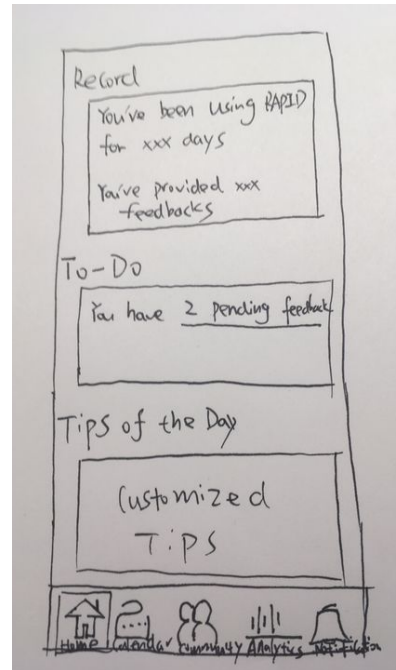 Record
You've been using RAPID
for xxx days
You've provided xxx
feedbacks
To-Do
You have 2 pending feedback
Tips of the Day
Customized
Tips
Home Calendar Community Analytics Notification